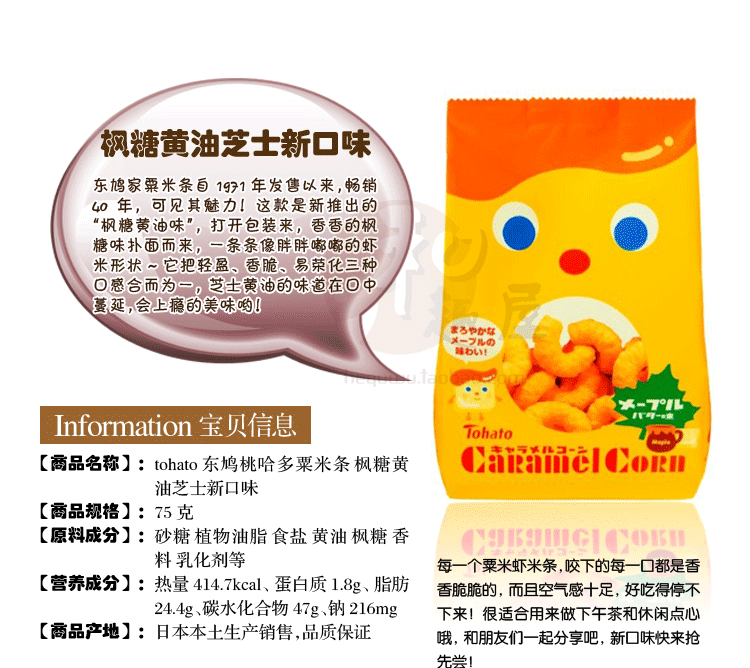 枫糖黄油芝士新口味
东鸠家粟米条自 1971 年发售以来,畅销
40 年，可见其魅力！这款是新推出的
“枫糖黄油味”，打开包装来，香香的枫
糖味扑面而来，一条条像胖胖嘟嘟的虾
米形状～它把轻盈、香脆、易荣化三种
口感合而为一，芝士黄油的味道在口中
蔓延,会上瘾的美味哟！
まろやかな
メープルの
味わい!
メープル
バター味
Maple
Tohato
キャラメルコーン
Caramel Corn
Information 宝贝信息
【商品名称】： tohato 东鸠桃哈多粟米条 枫糖黄
油芝士新口味
【商品规格】： 75 克
【原料成分】： 砂糖 植物油脂 食盐 黄油 枫糖 香
料 乳化剂等
【营养成分】： 热量 414.7kcal、蛋白质 1.8g、脂肪
24.4g、碳水化合物 47g、钠 216mg
【商品产地】： 日本本土生产销售,品质保证
每一个粟米虾米条, 咬下的每一口都是香
香脆脆的, 而且空气感十足, 好吃得停不
下来！很适合用来做下午茶和休闲点心
哦, 和朋友们一起分享吧, 新口味快来抢
先尝！